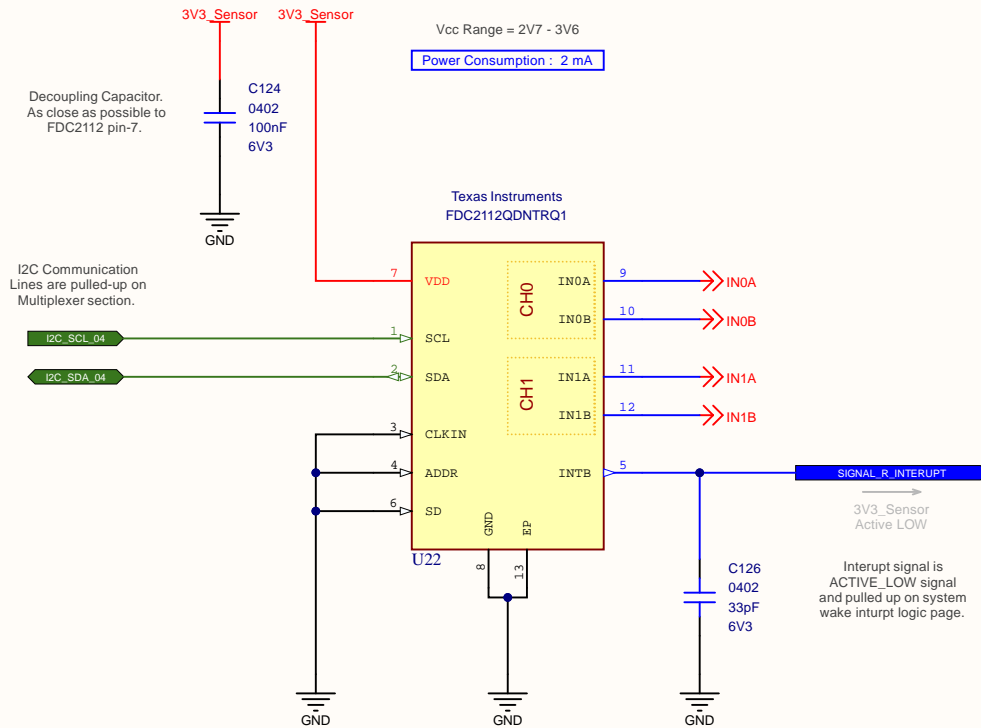 3V3_Sensor
3V3_Sensor
Vcc Range = 2V7 - 3V6
Power Consumption :  2 mA
Decoupling Capacitor.
As close as possible to
FDC2112 pin-7.
C124
0402
100nF
6V3
GND
Texas Instruments
FDC2112QDNTRQ1
I2C Communication
Lines are pulled-up on
Multiplexer section.
I2C_SCL_04
I2C_SDA_04
7
VDD
1
SCL
2
SDA
3
CLKIN
4
ADDR
6
SD
CH0
IN0A
9
IN0A
IN0B
10
IN0B
CH1
IN1A
11
IN1A
IN1B
12
IN1B
INTB
5
SIGNAL_R_INTERUPT
3V3_Sensor
Active LOW
GND
EP
U22
8
13
C126
0402
33pF
6V3
Interupt signal is
ACTIVE_LOW signal
and pulled up on system
wake inturpt logic page.
GND
GND
GND